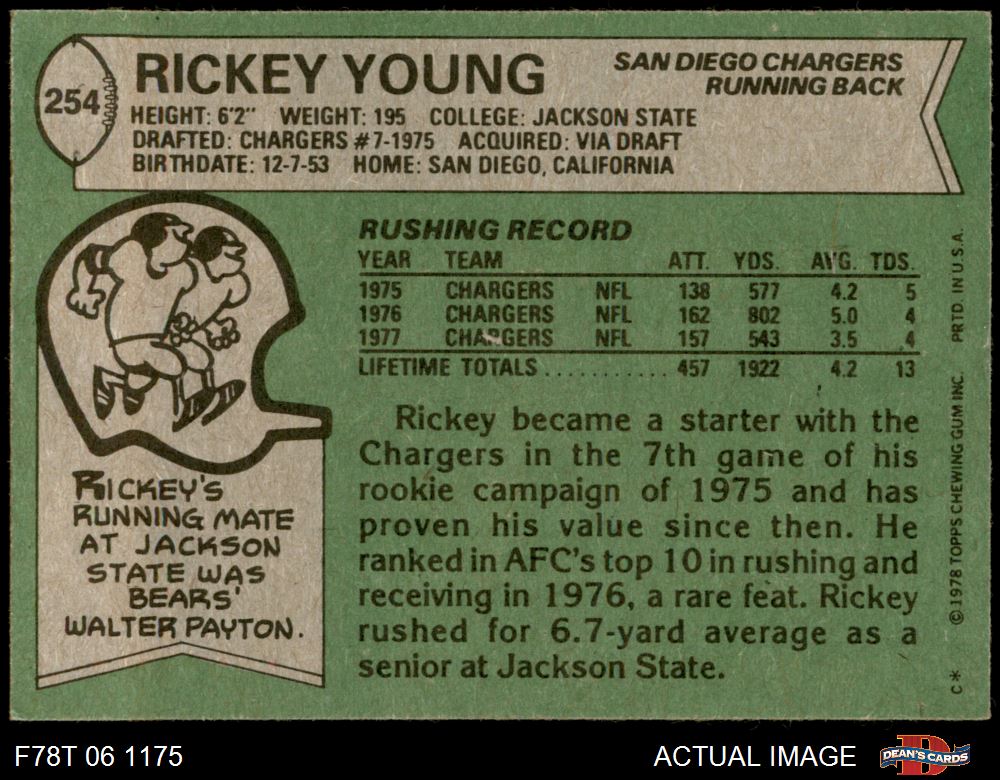 254
RICKEY YOUNG
SAN DIEGO CHARGERS
RUNNING BACK
HEIGHT: 6'2" WEIGHT: 195 COLLEGE: JACKSON STATE
DRAFTED: CHARGERS #7-1975 ACQUIRED: VIA DRAFT
BIRTHDATE: 12-7-53 HOME: SAN DIEGO, CALIFORNIA
RUSHING RECORD
YEAR TEAM ATT. YDS. AVG. TDS.
1975 CHARGERS NFL 138 577 4.2 5
1976 CHARGERS NFL 162 802 5.0 4
1977 CHARGERS NFL 157 543 3.5 4
LIFETIME TOTALS........... 457 1922 4.2 13
Rickey became a starter with the
Chargers in the 7th game of his
rookie campaign of 1975 and has
proven his value since then. He
ranked in AFC's top 10 in rushing and
receiving in 1976, a rare feat. Rickey
rushed for 6.7-yard average as a
senior at Jackson State.
RICKEY'S
RUNNING MATE
AT JACKSON
STATE WAS
BEARS'
WALTER PAYTON.
C* © 1978 TOPPS CHEWING GUM INC. PRTD. IN U.S.A.
F78T 06 1175
ACTUAL IMAGE
DEAN'S CARDS